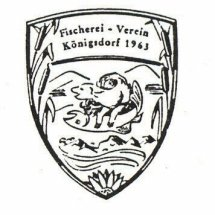 Fischerei - Verein
Königsdorf 1963